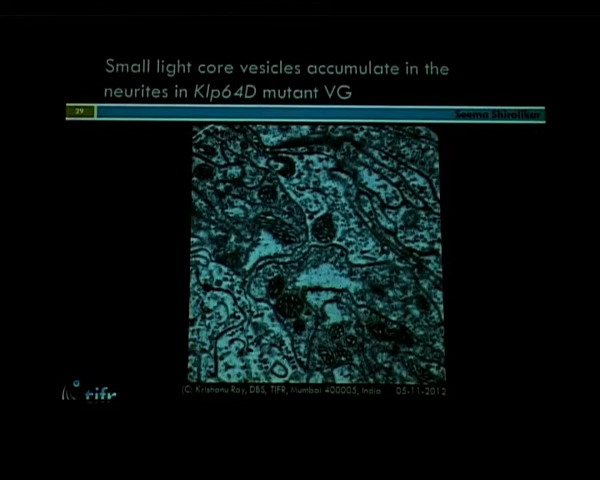 Small light core vesicles accumulate in the
neurites in Klp64D mutant VG
29
Seema Shirolikar
tifr
(C) Krishanu Ray, DBS, TIFR, Mumbai 400005, India 05-11-2012